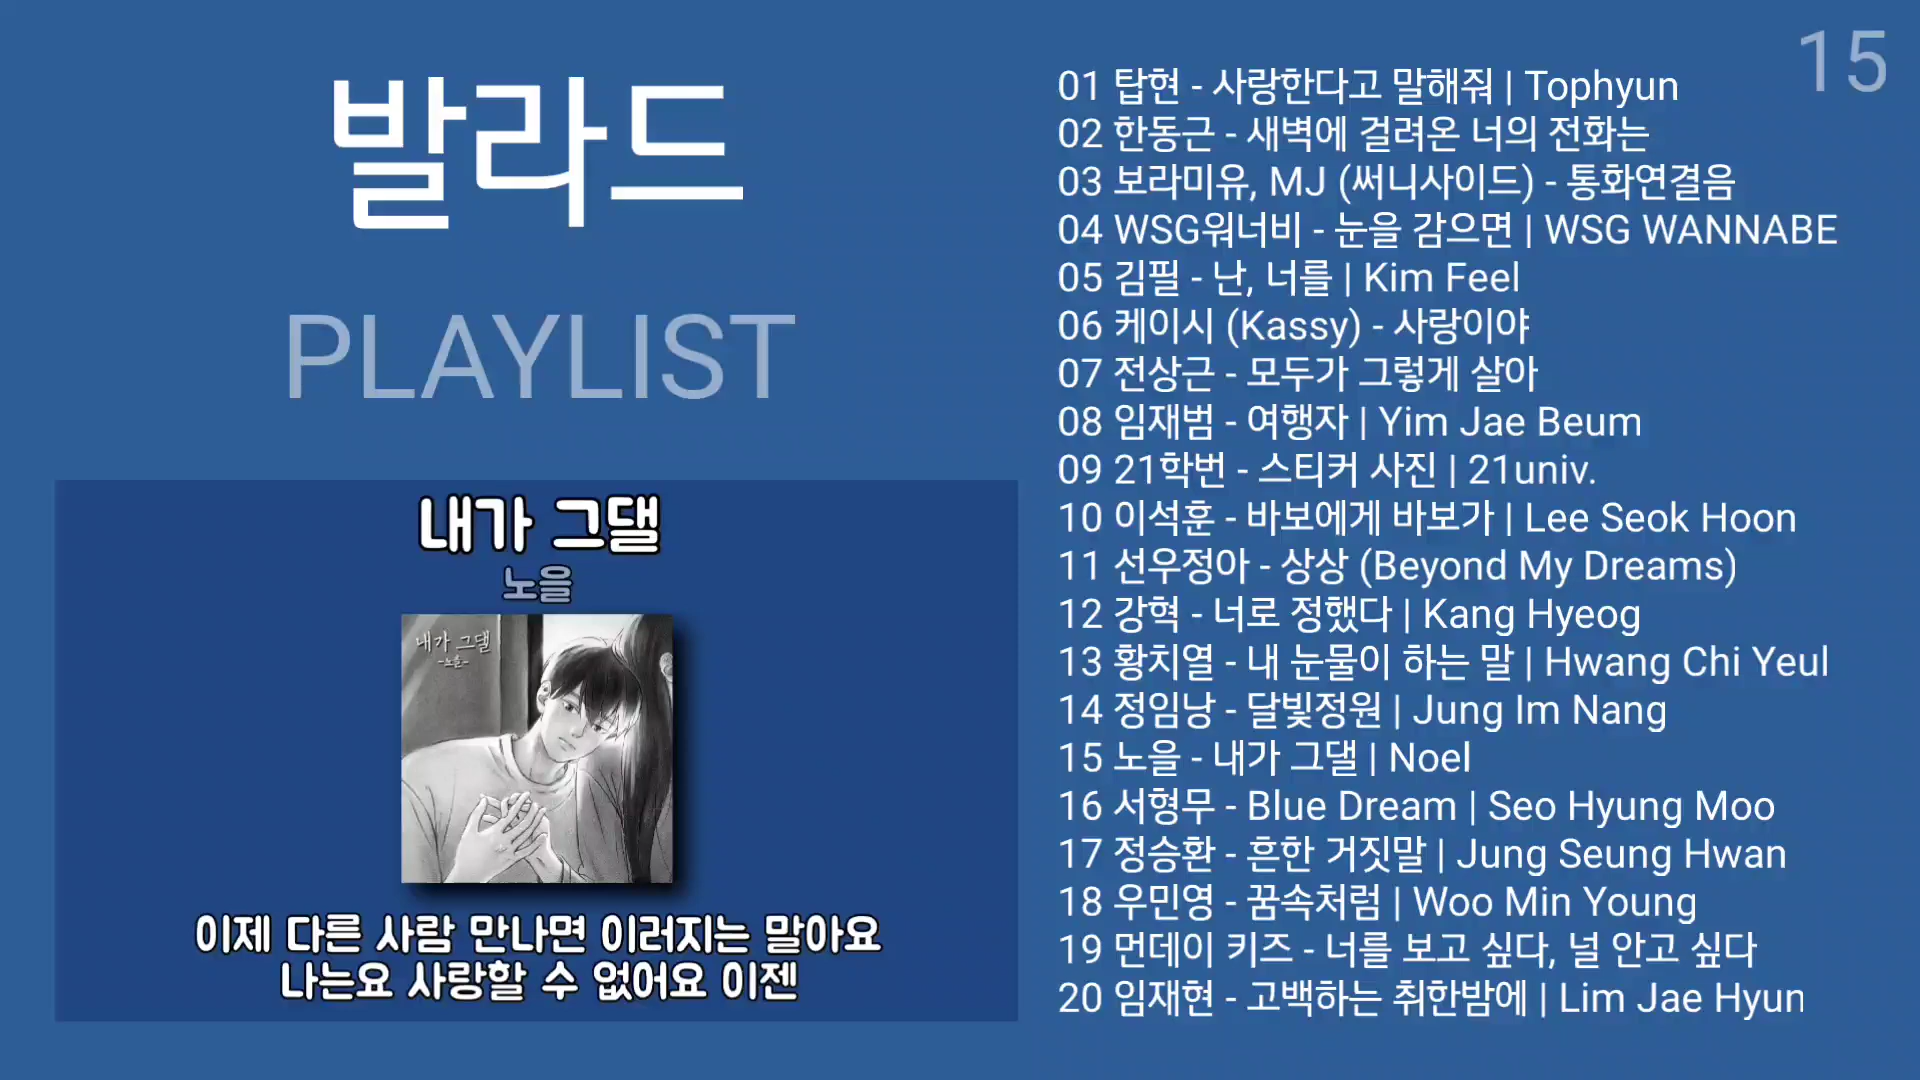 발라드
PLAYLIST
내가 그댈
노을
내가 그댈
-노을-
이제 다른 사람 만나면 이러지는 말아요
나는요 사랑할 수 없어요 이젠
15
01 탑현 - 사랑한다고 말해줘 | Tophyun
02 한동근 - 새벽에 걸려온 너의 전화는
03 보라미유, MJ (써니사이드) - 통화연결음
04 WSG워너비 - 눈을 감으면 | WSG WANNABE
05 김필 - 난, 너를 | Kim Feel
06 케이시 (Kassy) - 사랑이야
07 전상근 - 모두가 그렇게 살아
08 임재범 - 여행자 | Yim Jae Beum
09 21학번 - 스티커 사진 | 21univ.
10 이석훈 - 바보에게 바보가 | Lee Seok Hoon
11 선우정아 - 상상 (Beyond My Dreams)
12 강혁 - 너로 정했다 | Kang Hyeog
13 황치열 - 내 눈물이 하는 말 | Hwang Chi Yeul
14 정임낭 - 달빛정원 | Jung Im Nang
15 노을 - 내가 그댈 | Noel
16 서형무 - Blue Dream | Seo Hyung Moo
17 정승환 - 흔한 거짓말 | Jung Seung Hwan
18 우민영 - 꿈속처럼 | Woo Min Young
19 먼데이 키즈 - 너를 보고 싶다, 널 안고 싶다
20 임재현 - 고백하는 취한밤에 | Lim Jae Hyun